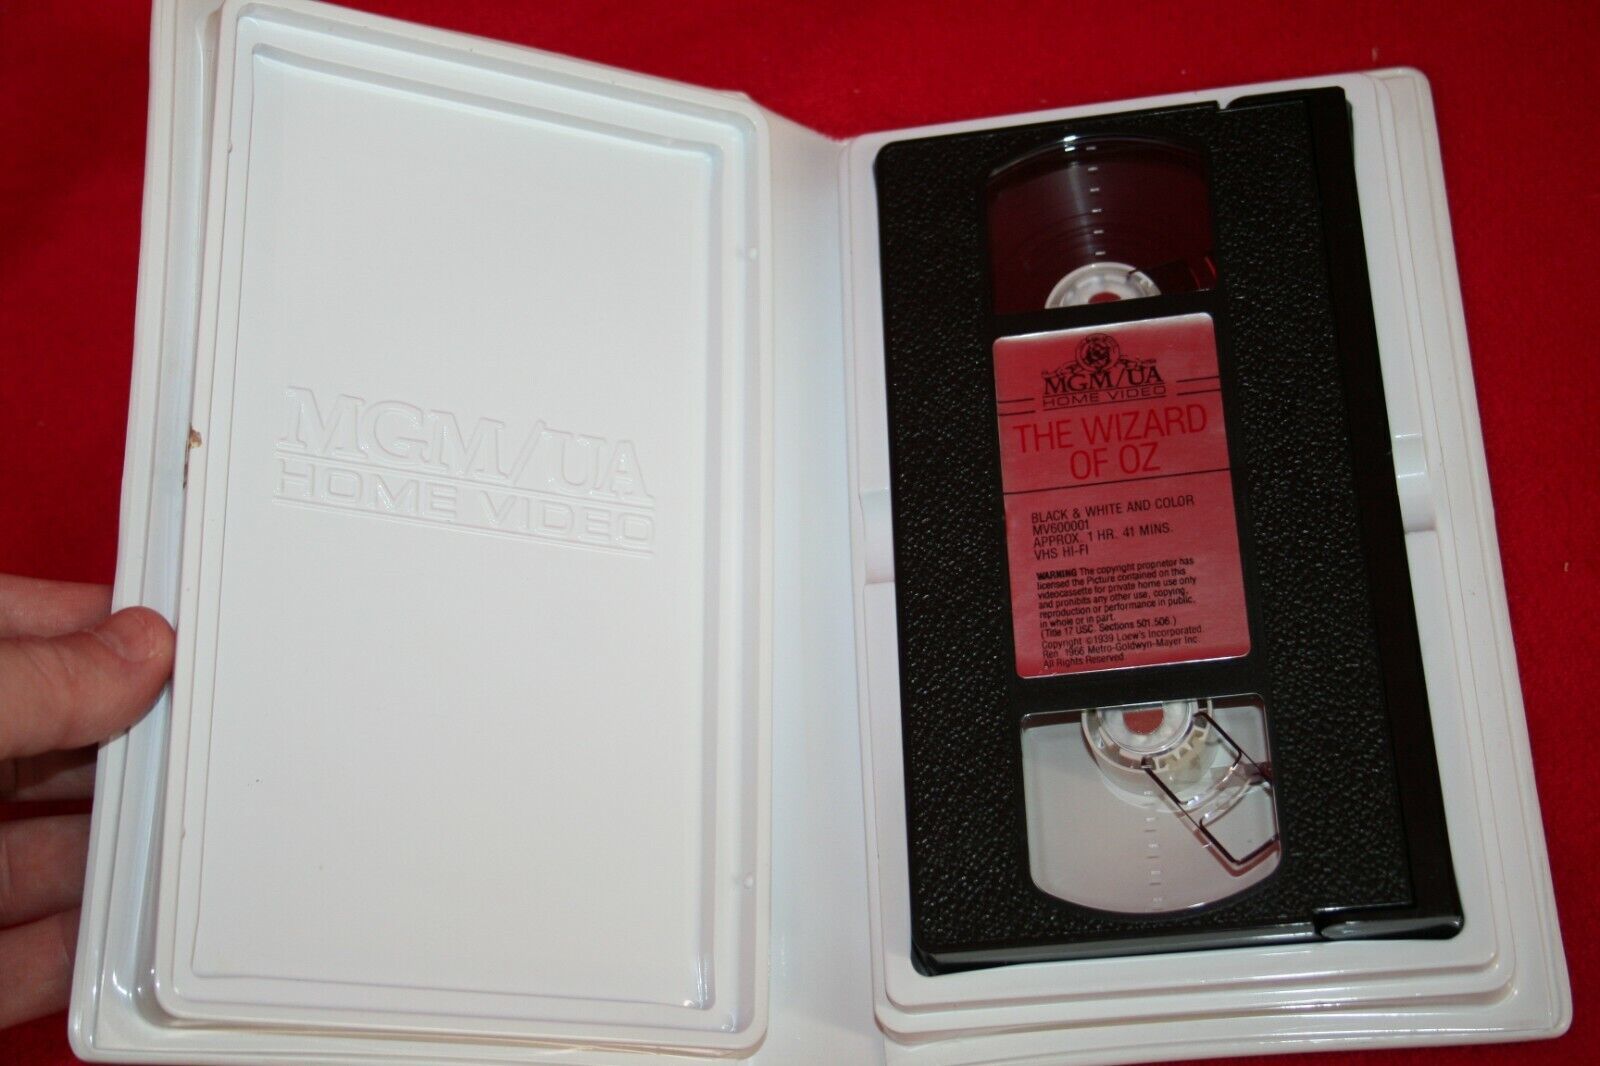 MGM/UA
HOME VIDEO
MGM/UA
HOME VIDEO
THE WIZARD
OF OZ
BLACK & WHITE AND COLOR
MV600001
APPROX. 1 HR. 41 MINS.
VHS HI-FI
WARNING The copyright proprietor has
licensed the Picture contained on this
videocassette for private home use only
and prohibits any other use, copying,
reproduction or performance in public,
in whole or in part.
(Title 17 USC. Sections 501.506.)
Copyright ©1939 Loew's Incorporated.
Ren. 1966 Metro-Goldwyn-Mayer Inc.
All Rights Reserved